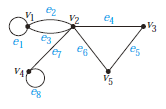 e₂
v₁
v₂
e₄
v₃
e₁
e₃
e₇
e₆
e₅
v₄
v₅
e₈